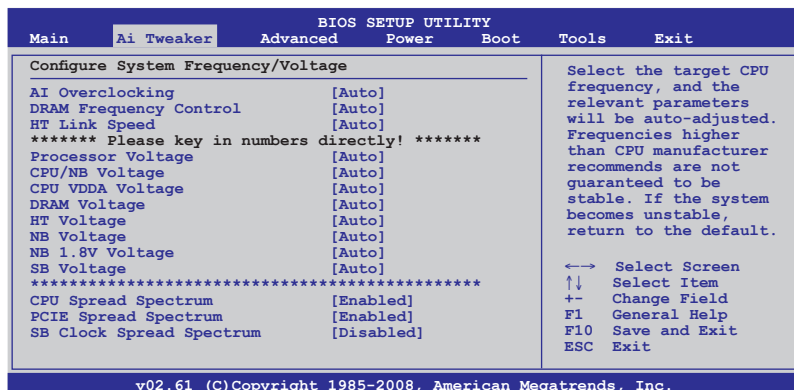 BIOS SETUP UTILITY
Main Ai Tweaker Advanced Power Boot Tools Exit
Configure System Frequency/Voltage
AI Overclocking [Auto]
DRAM Frequency Control [Auto]
HT Link Speed [Auto]
******* Please key in numbers directly! *******
Processor Voltage [Auto]
CPU/NB Voltage [Auto]
CPU VDDA Voltage [Auto]
DRAM Voltage [Auto]
HT Voltage [Auto]
NB Voltage [Auto]
NB 1.8V Voltage [Auto]
SB Voltage [Auto]
************************************************
CPU Spread Spectrum [Enabled]
PCIE Spread Spectrum [Enabled]
SB Clock Spread Spectrum [Disabled]
Select the target CPU
frequency, and the
relevant parameters
will be auto-adjusted.
Frequencies higher
than CPU manufacturer
recommends are not
guaranteed to be
stable. If the system
becomes unstable,
return to the default.
←→ Select Screen
↑↓ Select Item
+- Change Field
F1 General Help
F10 Save and Exit
ESC Exit
v02.61 (C)Copyright 1985-2008, American Megatrends, Inc.